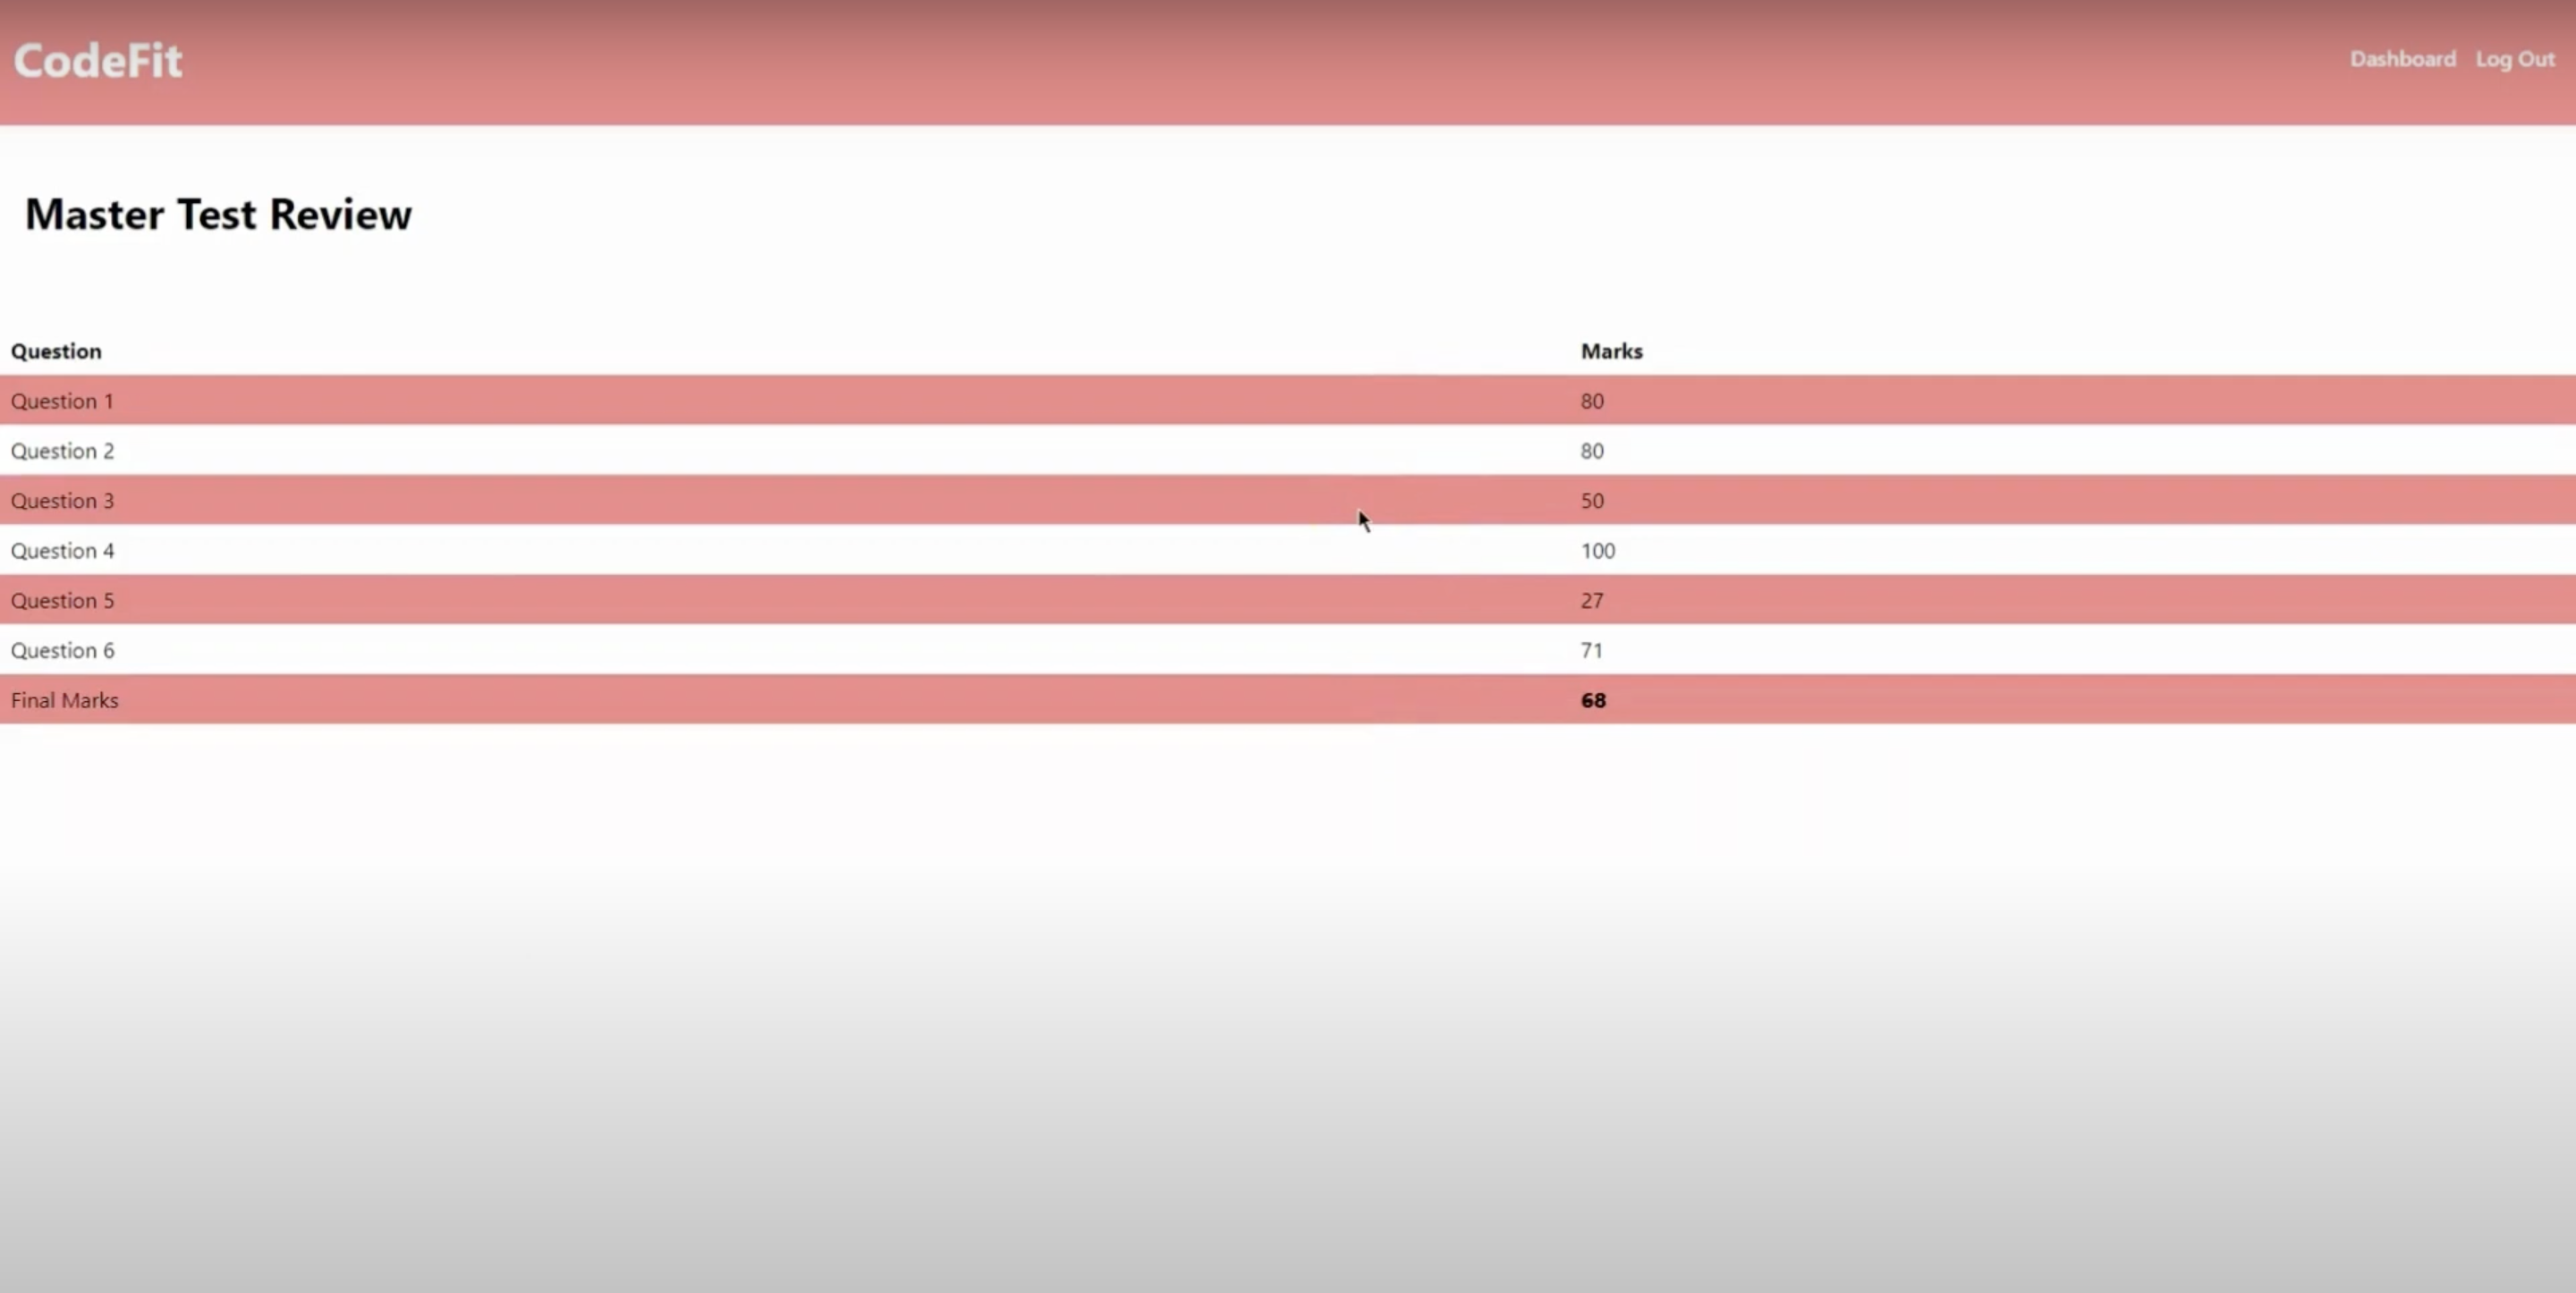 CodeFit
Dashboard Log Out
Master Test Review
Question Marks
Question 1 80
Question 2 80
Question 3 50
Question 4 100
Question 5 27
Question 6 71
Final Marks 68